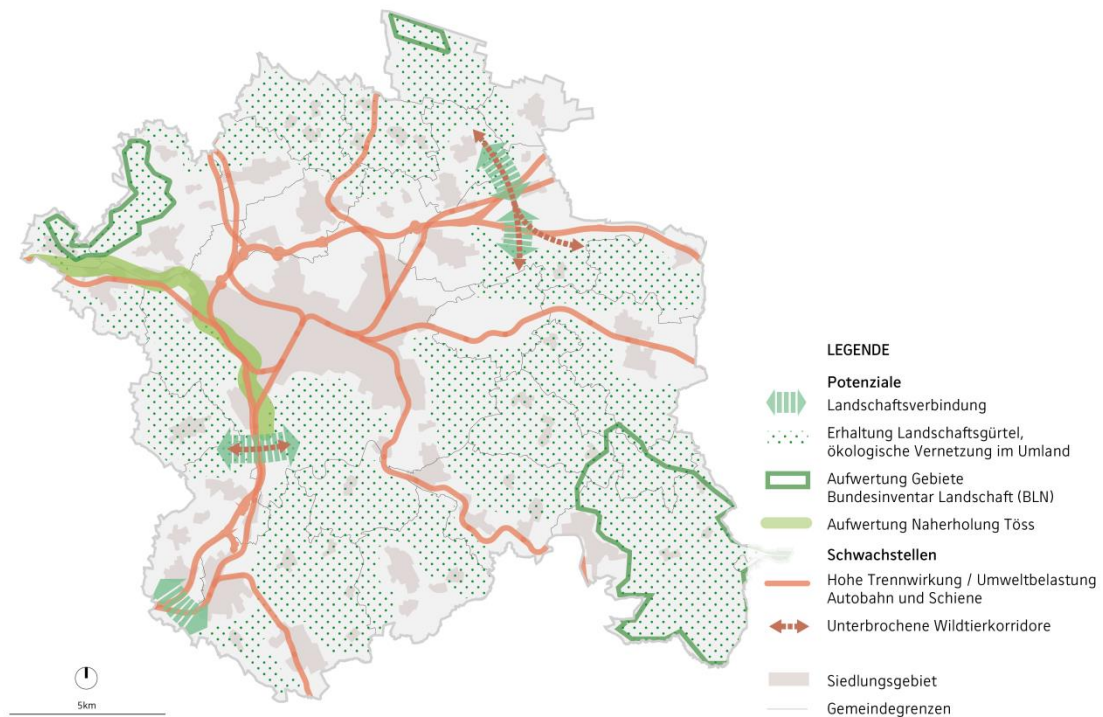 LEGENDE
Potenziale
Landschaftsverbindung
Erhaltung Landschaftsgürtel,
ökologische Vernetzung im Umland
Aufwertung Gebiete
Bundesinventar Landschaft (BLN)
Aufwertung Naherholung Töss
Schwachstellen
Hohe Trennwirkung / Umweltbelastung
Autobahn und Schiene
Unterbrochene Wildtierkorridore
Siedlungsgebiet
Gemeindegrenzen
5km